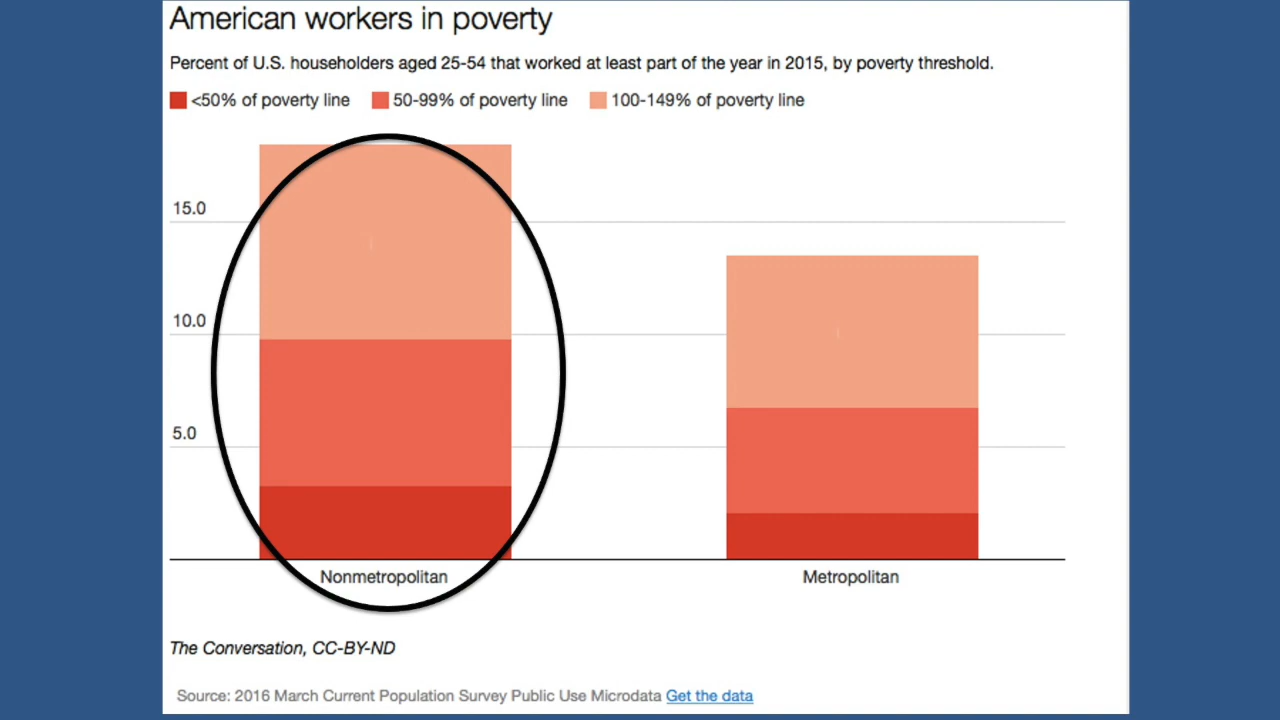 American workers in poverty
Percent of U.S. householders aged 25-54 that worked at least part of the year in 2015, by poverty threshold.
<50% of poverty line 50-99% of poverty line 100-149% of poverty line
15.0
10.0
5.0
Nonmetropolitan Metropolitan
The Conversation, CC-BY-ND
Source: 2016 March Current Population Survey Public Use Microdata Get the data